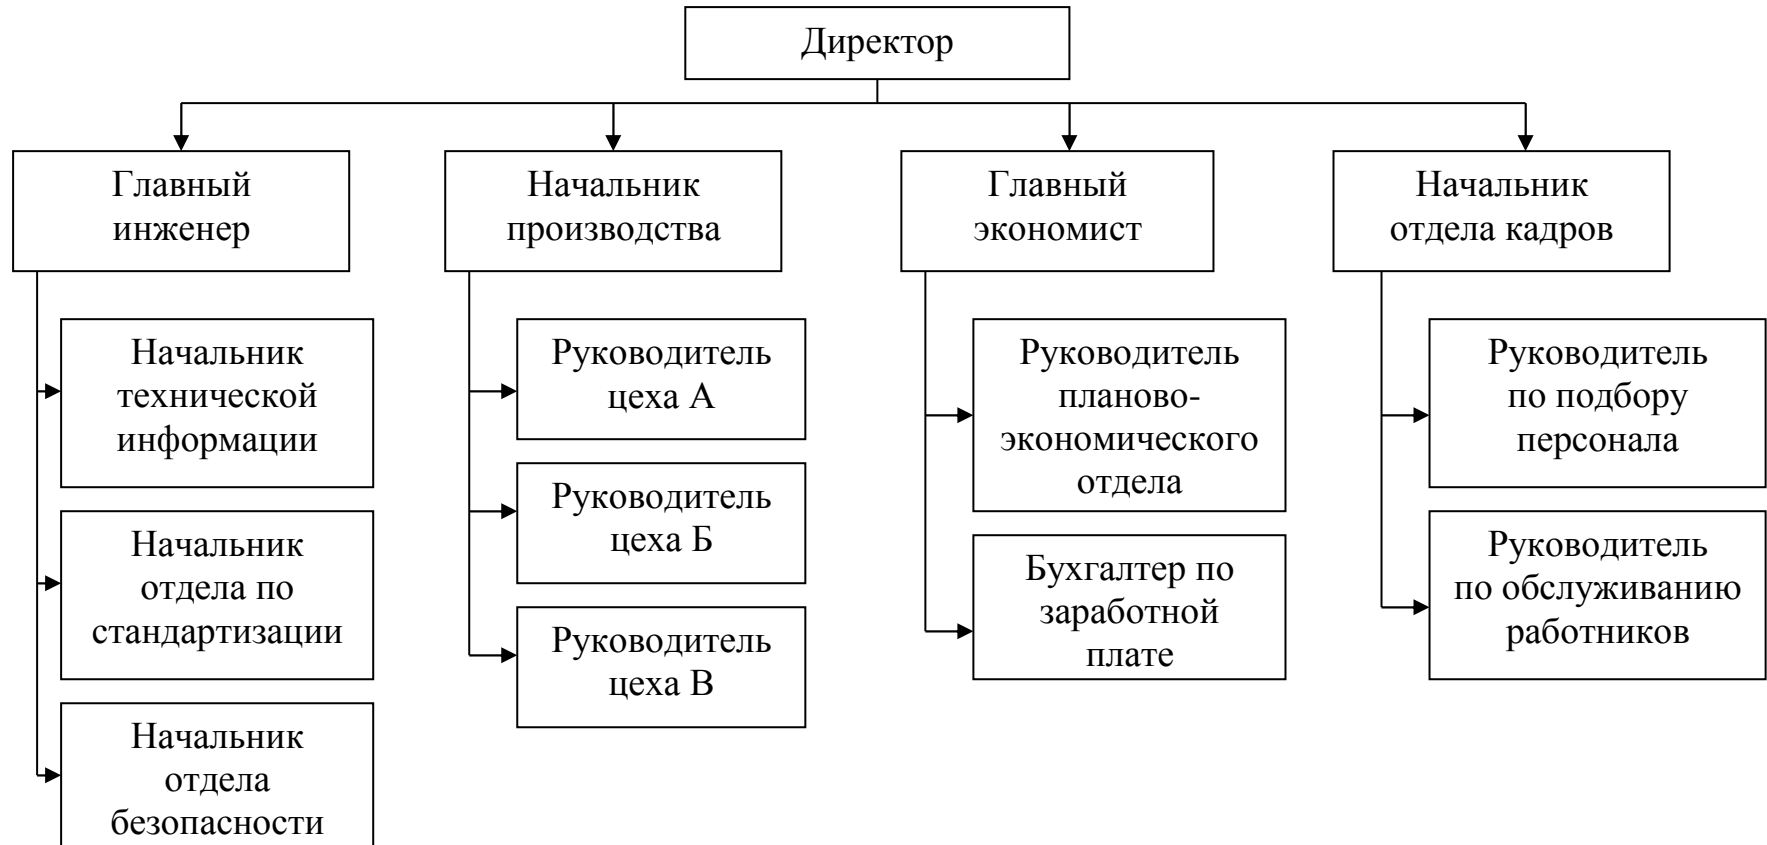 Директор
Главный
инженер
Начальник
производства
Главный
экономист
Начальник
отдела кадров
Начальник
технической
информации
Начальник
отдела по
стандартизации
Начальник
отдела
безопасности
Руководитель
цеха А
Руководитель
цеха Б
Руководитель
цеха В
Руководитель
планово-
экономического
отдела
Бухгалтер по
заработной
плате
Руководитель
по подбору
персонала
Руководитель
по обслуживанию
работников